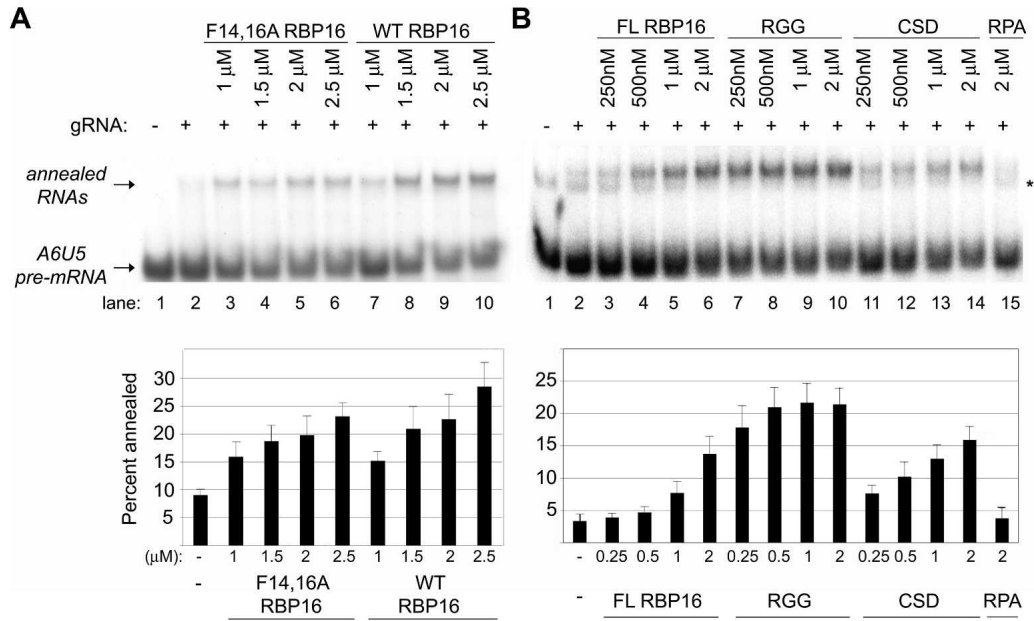 A
F14,16A RBP16 WT RBP16
1 µM 1.5 µM 2 µM 2.5 µM 1 µM 1.5 µM 2 µM 2.5 µM
gRNA: - + + + + + + + + +
annealed
RNAs
A6U5
pre-mRNA
lane: 1 2 3 4 5 6 7 8 9 10
30
25
20
15
10
5
Percent annealed
(µM): 1 1.5 2 2.5 1 1.5 2 2.5
- F14,16A WT
RBP16 RBP16
B
FL RBP16 RGG CSD RPA
250nM 500nM 1 µM 2 µM 250nM 500nM 1 µM 2 µM 250nM 500nM 1 µM 2 µM 2 µM
- + + + + + + + + + + + + + +
*
1 2 3 4 5 6 7 8 9 10 11 12 13 14 15
25
20
15
10
5
- 0.25 0.5 1 2 0.25 0.5 1 2 0.25 0.5 1 2 2
- FL RBP16 RGG CSD RPA